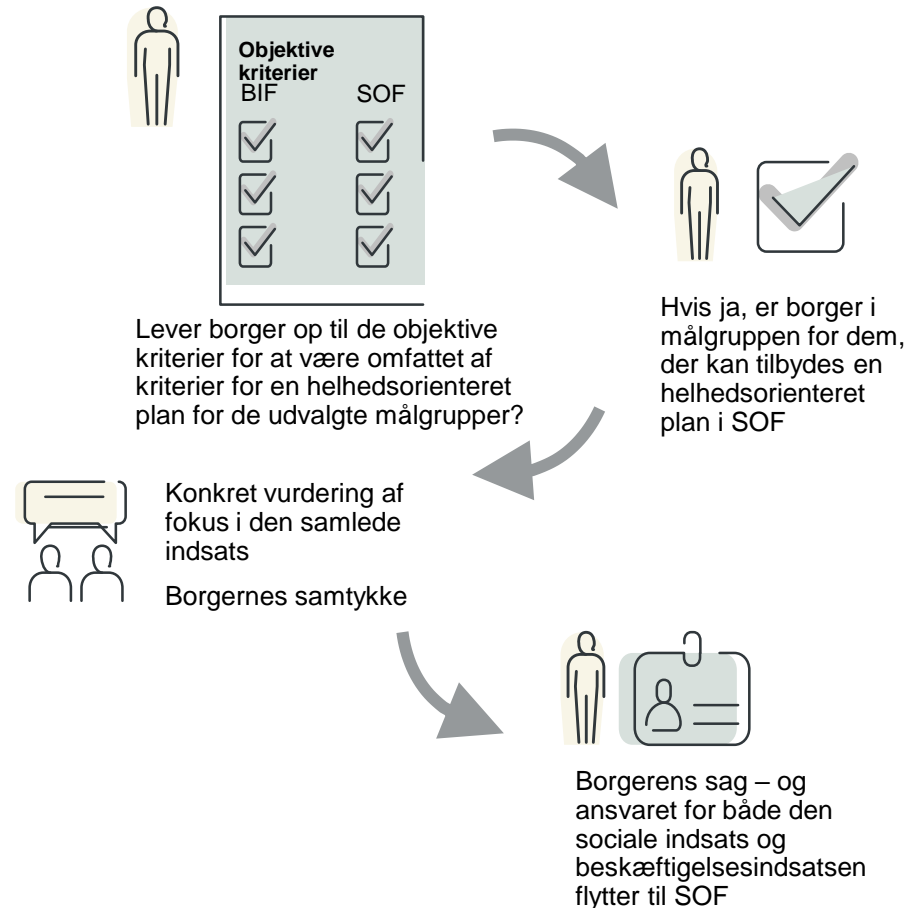 Objektive
kriterier
BIF SOF
Lever borger op til de objektive
kriterier for at være omfattet af
kriterier for en helhedsorienteret
plan for de udvalgte målgrupper?
Hvis ja, er borger i
målgruppen for dem,
der kan tilbydes en
helhedsorienteret
plan i SOF
Konkret vurdering af
fokus i den samlede
indsats
Borgernes samtykke
Borgerens sag – og
ansvaret for både den
sociale indsats og
beskæftigelsesindsatsen
flytter til SOF